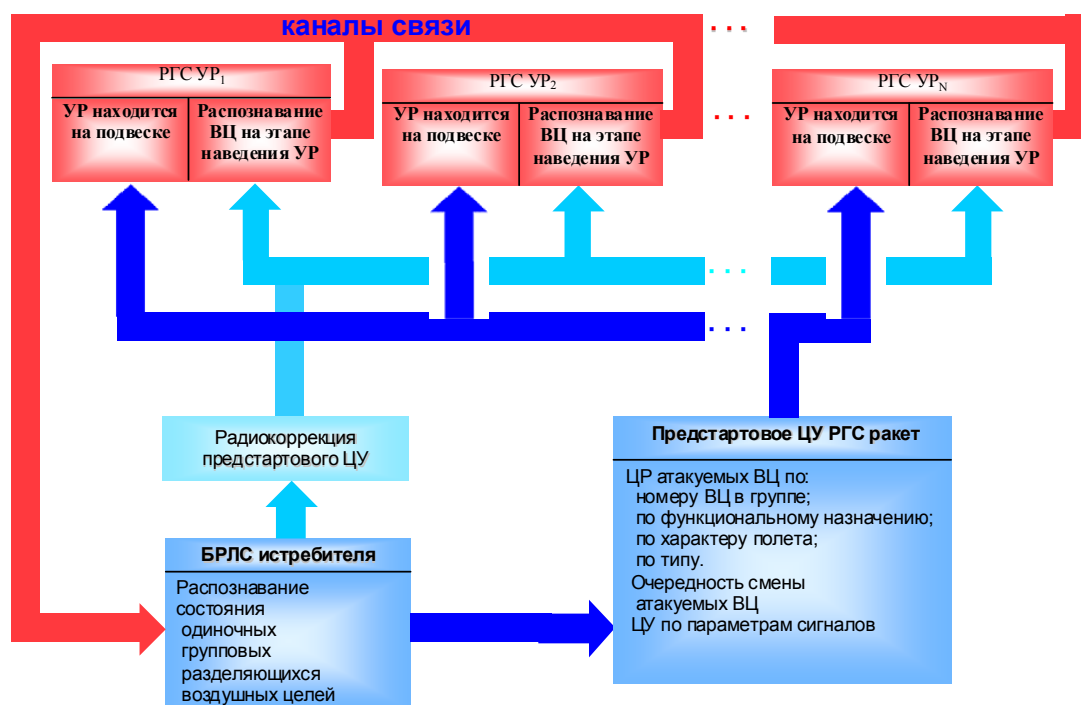 каналы связи
. . .
РГС УР₁
УР находится
на подвеске
Распознавание
ВЦ на этапе
наведения УР
РГС УР₂
УР находится
на подвеске
Распознавание
ВЦ на этапе
наведения УР
. . .
РГС УРN
УР находится
на подвеске
Распознавание
ВЦ на этапе
наведения УР
. . .
. . .
Радиокоррекция
предстартового ЦУ
Предстартовое ЦУ РГС ракет
ЦР атакуемых ВЦ по:
номеру ВЦ в группе;
по функциональному назначению;
по характеру полета;
по типу.
Очередность смены
атакуемых ВЦ
ЦУ по параметрам сигналов
БРЛС истребителя
Распознавание
состояния
одиночных
групповых
разделяющихся
воздушных целей